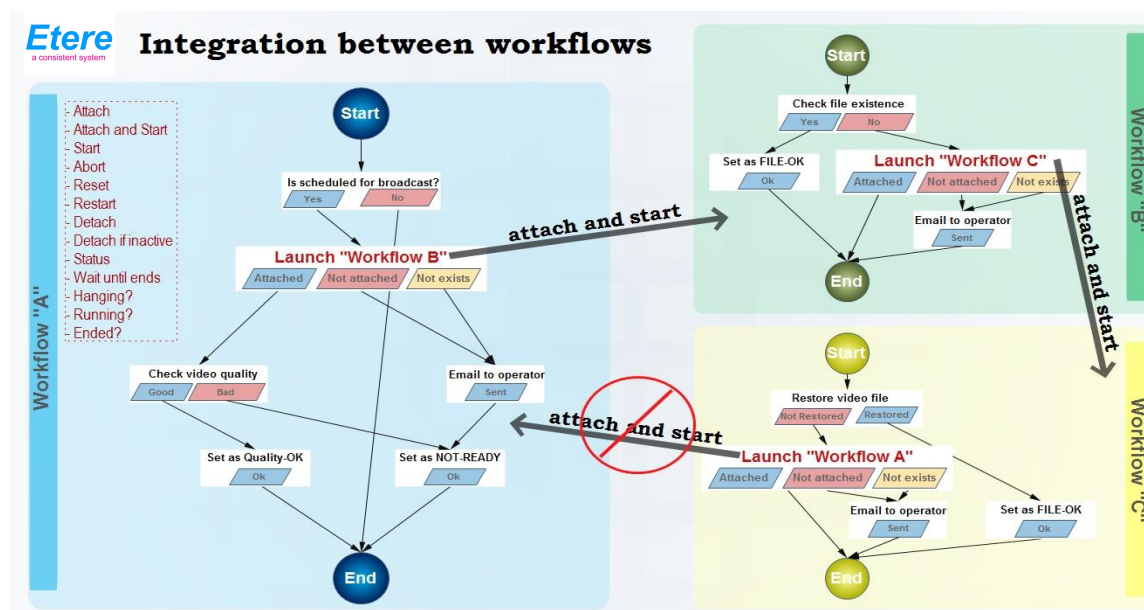 Etere
a consistent system
Integration between workflows
Workflow "A"
- Attach
- Attach and Start
- Start
- Abort
- Reset
- Restart
- Detach
- Detach if inactive
- Status
- Wait until ends
- Hanging?
- Running?
- Ended?
Start
Is scheduled for broadcast?
Yes No
Launch "Workflow B"
Attached Not attached Not exists
Check video quality
Good Bad
Email to operator
Sent
Set as Quality-OK
Ok
Set as NOT-READY
Ok
End
attach and start
Workflow "B"
Start
Check file existence
Yes No
Set as FILE-OK
Ok
Launch "Workflow C"
Attached Not attached Not exists
Email to operator
Sent
End
attach and start
Workflow "C"
Start
Restore video file
Not Restored Restored
Launch "Workflow A"
Attached Not attached Not exists
Email to operator
Sent
Set as FILE-OK
Ok
End
attach and start